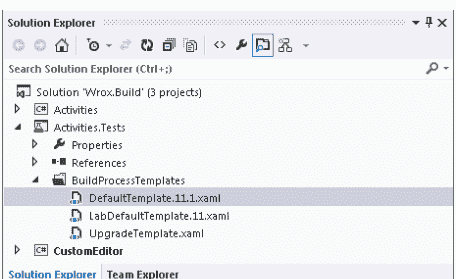 Solution Explorer
Search Solution Explorer (Ctrl+;)
Solution 'Wrox.Build' (3 projects)
C# Activities
Activities.Tests
Properties
References
BuildProcessTemplates
DefaultTemplate.11.1.xaml
LabDefaultTemplate.11.xaml
UpgradeTemplate.xaml
C# CustomEditor
Solution Explorer Team Explorer